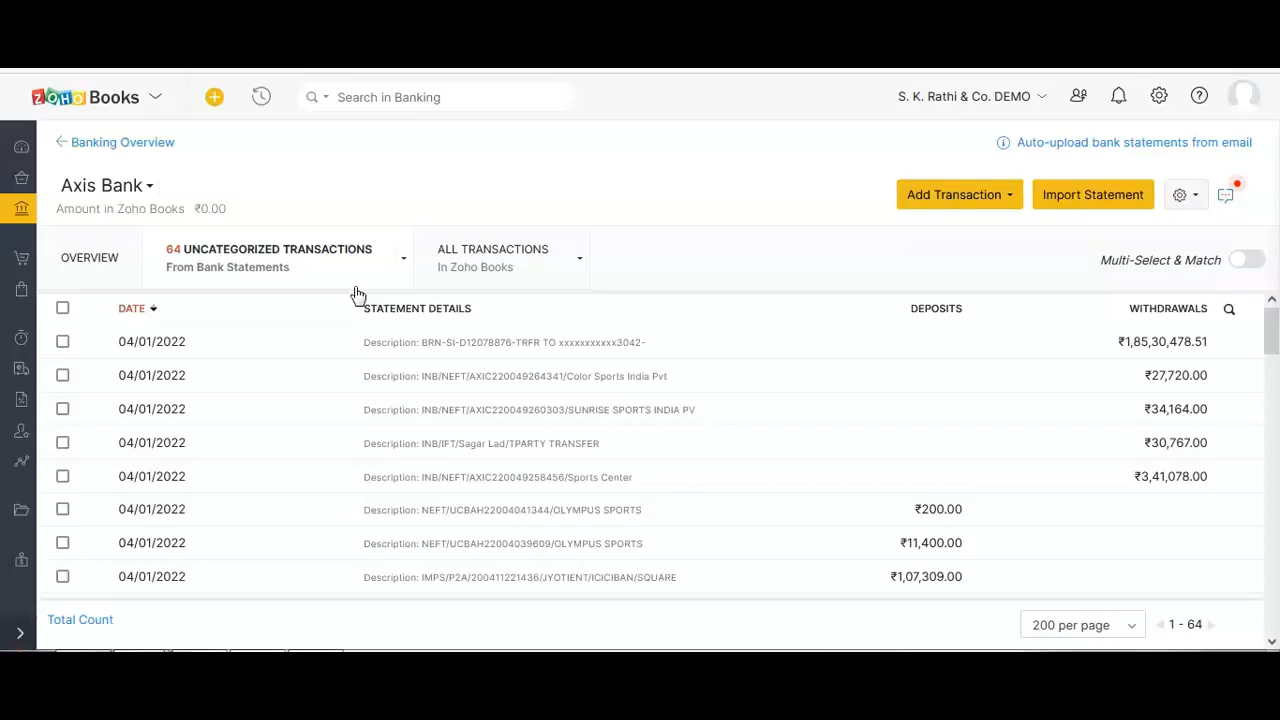 ZOHO Books
Search in Banking
S. K. Rathi & Co. DEMO
Banking Overview
Auto-upload bank statements from email
Axis Bank
Amount in Zoho Books ₹0.00
Add Transaction
Import Statement
OVERVIEW
64 UNCATEGORIZED TRANSACTIONS
From Bank Statements
ALL TRANSACTIONS
In Zoho Books
Multi-Select & Match
DATE STATEMENT DETAILS DEPOSITS WITHDRAWALS
04/01/2022 Description: BRN-SI-D12078876-TRFR TO xxxxxxxxxxx3042- ₹1,85,30,478.51
04/01/2022 Description: INB/NEFT/AXIC220049264341/Color Sports India Pvt ₹27,720.00
04/01/2022 Description: INB/NEFT/AXIC220049260303/SUNRISE SPORTS INDIA PV ₹34,164.00
04/01/2022 Description: INB/IFT/Sagar Lad/TPARTY TRANSFER ₹30,767.00
04/01/2022 Description: INB/NEFT/AXIC220049258456/Sports Center ₹3,41,078.00
04/01/2022 Description: NEFT/UCBAH22004041344/OLYMPUS SPORTS ₹200.00
04/01/2022 Description: NEFT/UCBAH22004039609/OLYMPUS SPORTS ₹11,400.00
04/01/2022 Description: IMPS/P2A/200411221436/JYOTIENT/ICICIBAN/SQUARE ₹1,07,309.00
Total Count
200 per page
1 - 64